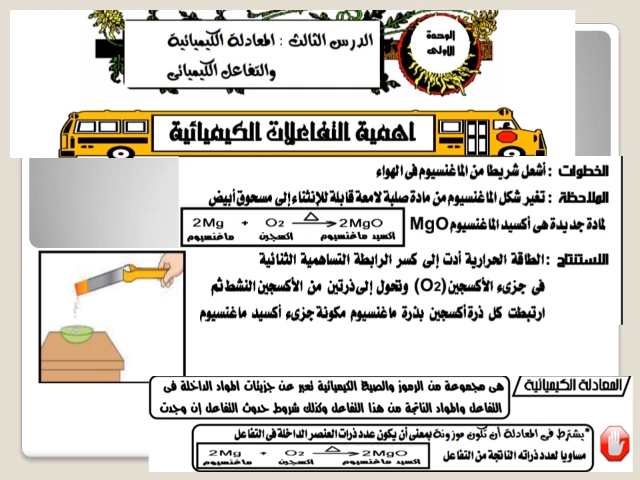 الوحدة
الاولى
الدرس الثالث : المعادلة الكيميائية
والتفاعل الكيميائى
اهمية التفاعلات الكيميائية
الخطوات : أشعل شريطا من الماغنسيوم فى الهواء
الملاحظة : تغير شكل الماغنسيوم من مادة صلبة لامعة قابلة للإنثناء إلى مسحوق أبيض
لمادة جديدة هى أكسيد الماغنسيوم MgO
2Mg + O2 △→ 2MgO
ماغنسيوم اكسجين اكسيد ماغنسيوم
الاستنتاج : الطاقة الحرارية أدت إلى كسر الرابطة التساهمية الثنائية
فى جزىء الأكسجين (O2) وتحول إلى ذرتين من الأكسجين النشط ثم
ارتبطت كل ذرة أكسجين بذرة ماغنسيوم مكونة جزىء أكسيد ماغنسيوم
المعادلة الكيميائية
هى مجموعة من الرموز والصيغ الكيميائية تعبر عن جزيئات المواد الداخلة فى
التفاعل والمواد الناتجة من هذا التفاعل وكذلك شروط حدوث التفاعل إن وجدت
*يشترط فى المعادلة أن تكون موزونة بمعنى أن يكون عدد ذرات العنصر الداخلة فى التفاعل
مساويا لعدد ذراته الناتجة من التفاعل
2Mg + O2 △→ 2MgO
ماغنسيوم اكسجين اكسيد ماغنسيوم